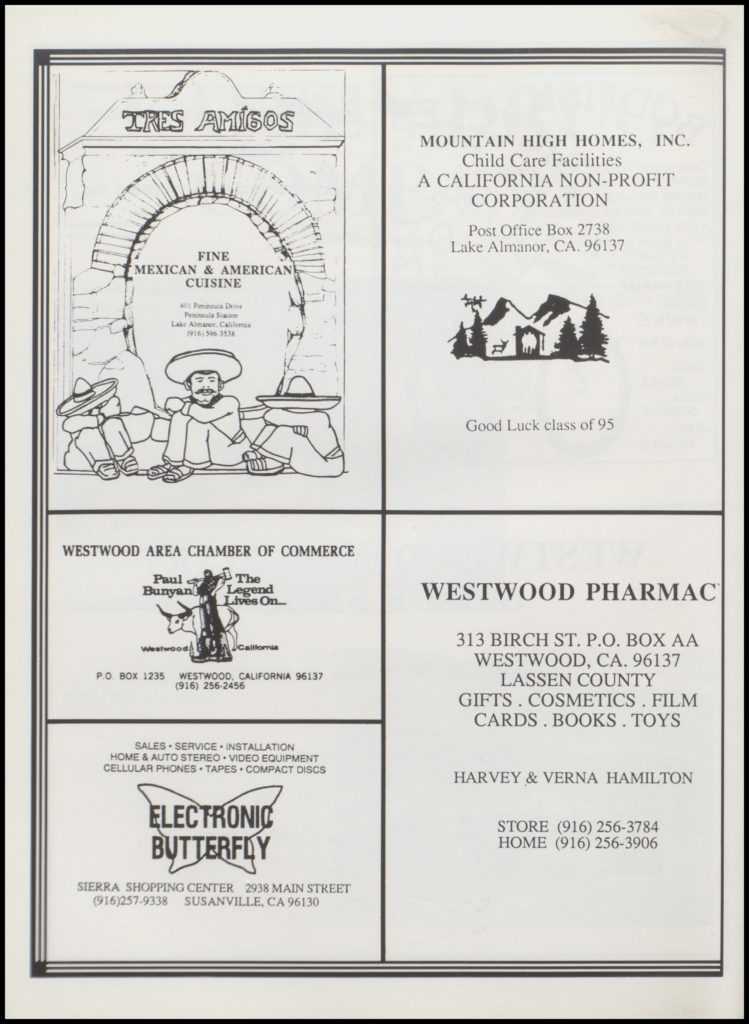 TRES AMIGOS
FINE
MEXICAN & AMERICAN
CUISINE
401 Peninsula Drive
Peninsula Station
Lake Almanor, California
(916) 596-3538
MOUNTAIN HIGH HOMES, INC.
Child Care Facilities
A CALIFORNIA NON-PROFIT
CORPORATION
Post Office Box 2738
Lake Almanor, CA. 96137
Good Luck class of 95
WESTWOOD AREA CHAMBER OF COMMERCE
Paul The
Bunyan Legend
Lives On...
Westwood California
P.O. BOX 1235 WESTWOOD, CALIFORNIA 96137
(916) 256-2456
SALES • SERVICE • INSTALLATION
HOME & AUTO STEREO • VIDEO EQUIPMENT
CELLULAR PHONES • TAPES • COMPACT DISCS
ELECTRONIC
BUTTERFLY
SIERRA SHOPPING CENTER 2938 MAIN STREET
(916)257-9338 SUSANVILLE, CA 96130
WESTWOOD PHARMAC
313 BIRCH ST. P.O. BOX AA
WESTWOOD, CA. 96137
LASSEN COUNTY
GIFTS . COSMETICS . FILM
CARDS . BOOKS . TOYS
HARVEY & VERNA HAMILTON
STORE (916) 256-3784
HOME (916) 256-3906